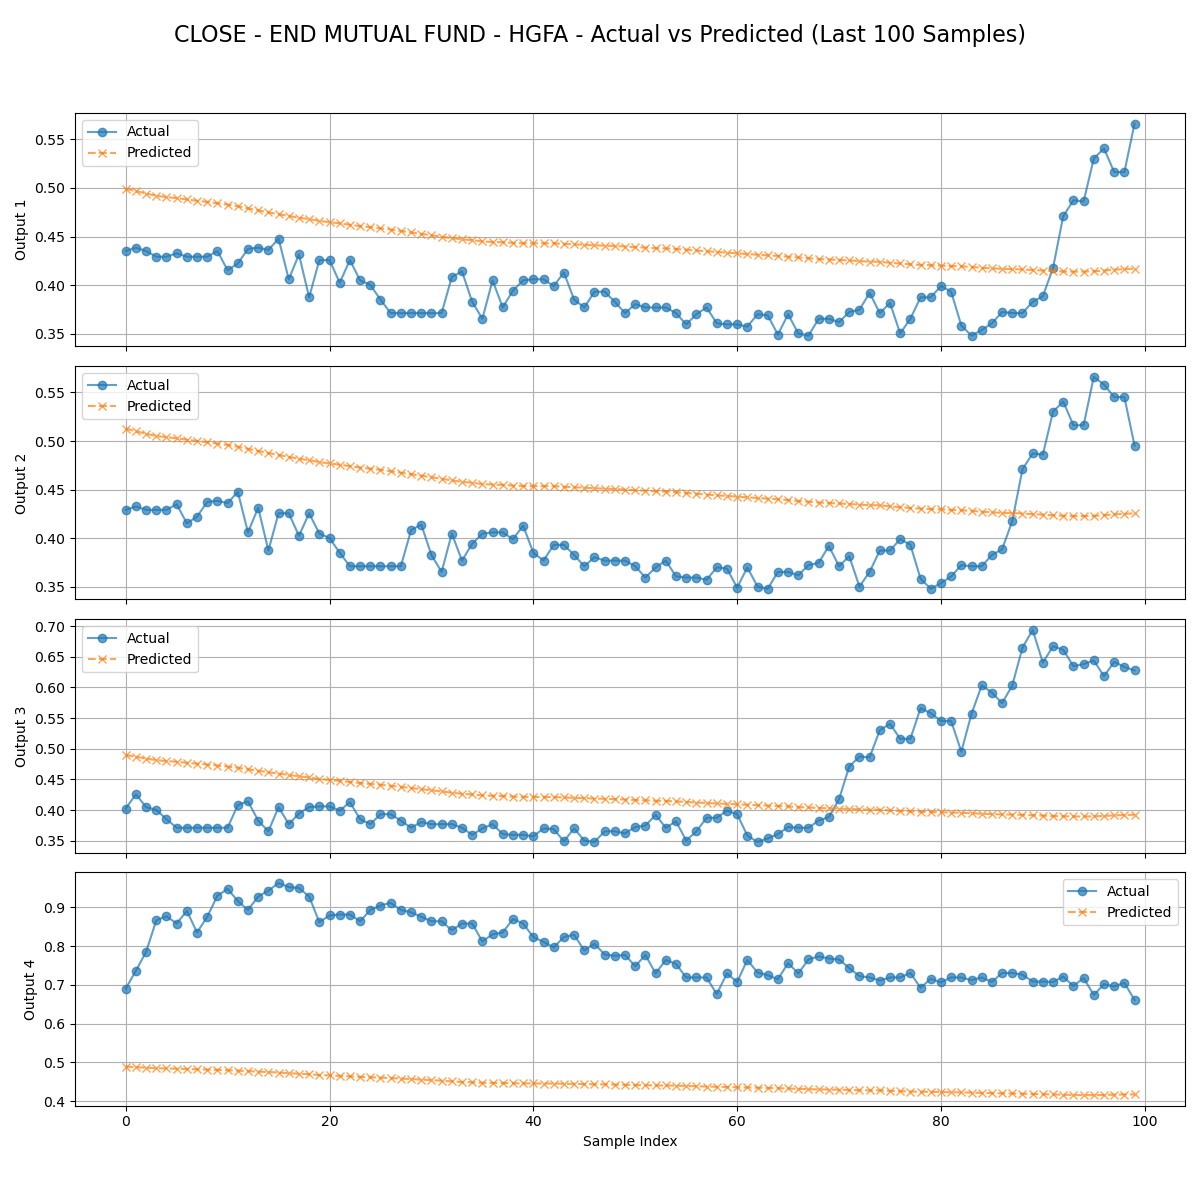 CLOSE - END MUTUAL FUND - HGFA - Actual vs Predicted (Last 100 Samples)
Output 1
0.55
0.50
0.45
0.40
0.35
Actual
Predicted
Output 2
0.55
0.50
0.45
0.40
0.35
Actual
Predicted
Output 3
0.70
0.65
0.60
0.55
0.50
0.45
0.40
0.35
Actual
Predicted
Output 4
0.9
0.8
0.7
0.6
0.5
0.4
Actual
Predicted
0 20 40 60 80 100
Sample Index